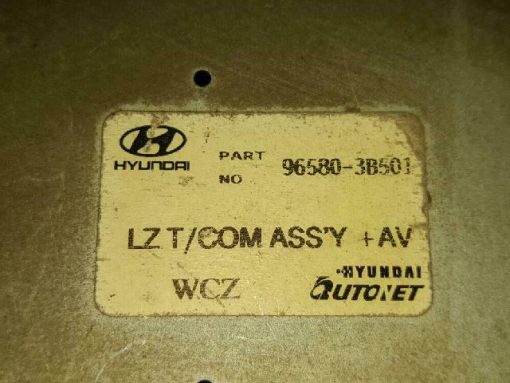 HYUNDAI
PART NO 96580-3B501
LZ T/COM ASS'Y +AV
WCZ
HYUNDAI
AUTONET